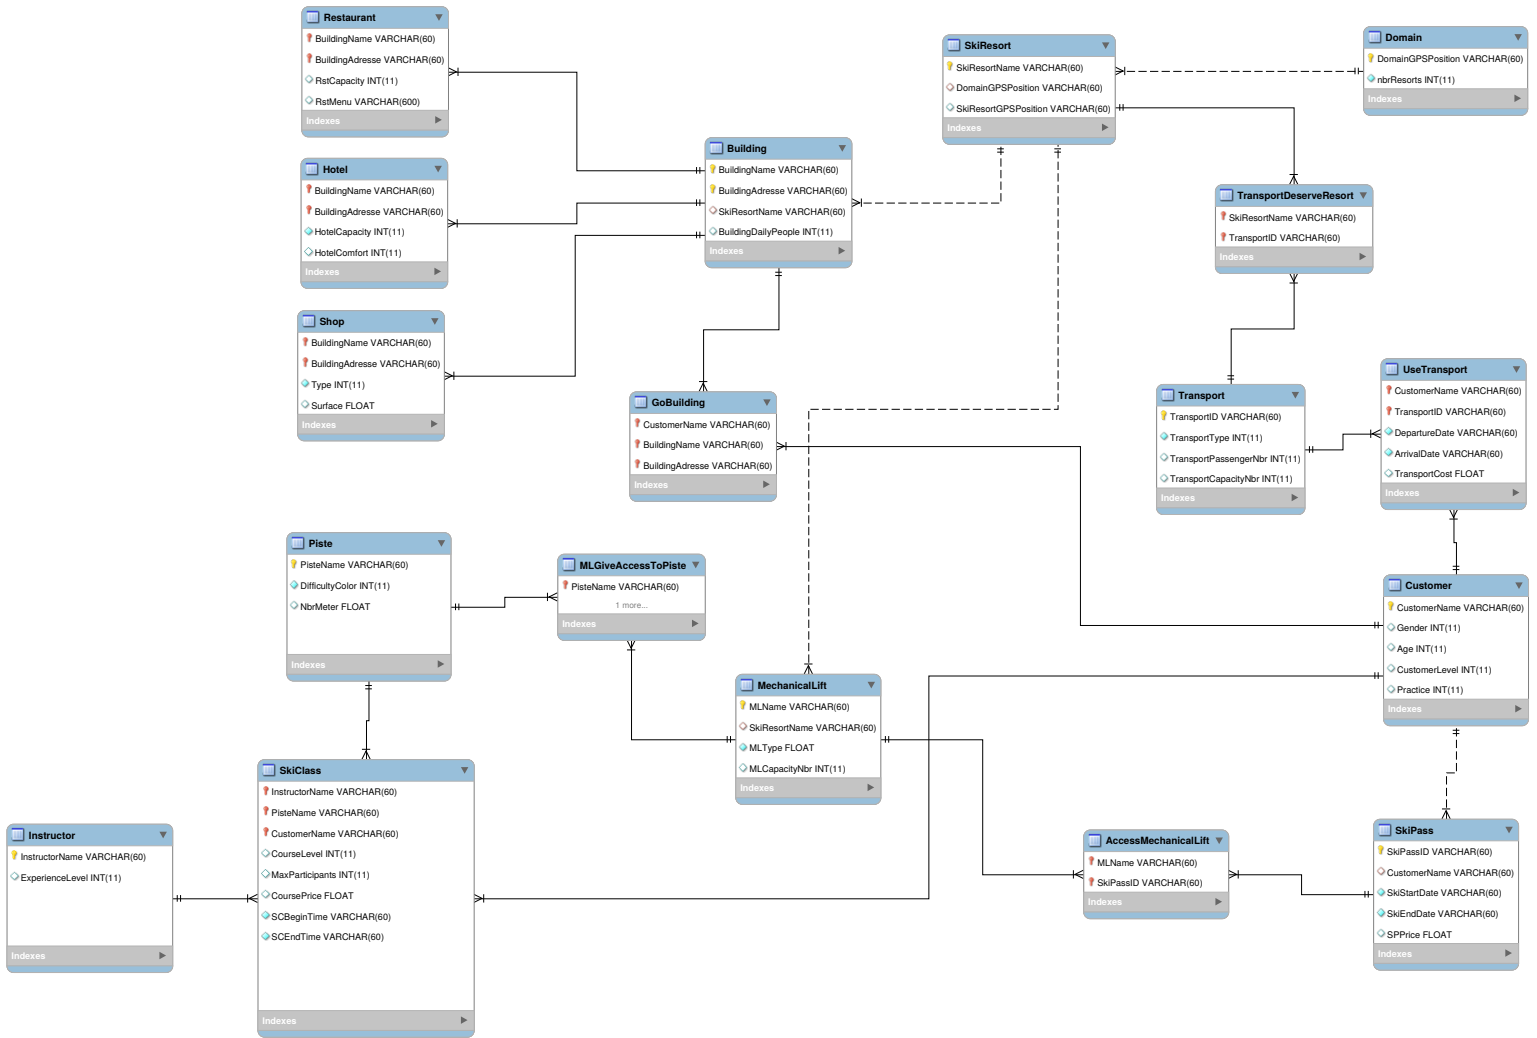 Restaurant
BuildingName VARCHAR(60)
BuildingAdresse VARCHAR(60)
RstCapacity INT(11)
RstMenu VARCHAR(600)
Indexes
Hotel
BuildingName VARCHAR(60)
BuildingAdresse VARCHAR(60)
HotelCapacity INT(11)
HotelComfort INT(11)
Indexes
Shop
BuildingName VARCHAR(60)
BuildingAdresse VARCHAR(60)
Type INT(11)
Surface FLOAT
Indexes
Building
BuildingName VARCHAR(60)
BuildingAdresse VARCHAR(60)
SkiResortName VARCHAR(60)
BuildingDailyPeople INT(11)
Indexes
SkiResort
SkiResortName VARCHAR(60)
DomainGPSPosition VARCHAR(60)
SkiResortGPSPosition VARCHAR(60)
Indexes
Domain
DomainGPSPosition VARCHAR(60)
nbrResorts INT(11)
Indexes
TransportDeserveResort
SkiResortName VARCHAR(60)
TransportID VARCHAR(60)
Indexes
GoBuilding
CustomerName VARCHAR(60)
BuildingName VARCHAR(60)
BuildingAdresse VARCHAR(60)
Indexes
Transport
TransportID VARCHAR(60)
TransportType INT(11)
TransportPassengerNbr INT(11)
TransportCapacityNbr INT(11)
Indexes
UseTransport
CustomerName VARCHAR(60)
TransportID VARCHAR(60)
DepartureDate VARCHAR(60)
ArrivalDate VARCHAR(60)
TransportCost FLOAT
Indexes
Piste
PisteName VARCHAR(60)
DifficultyColor INT(11)
NbrMeter FLOAT
Indexes
MLGiveAccessToPiste
PisteName VARCHAR(60)
1 more...
Indexes
MechanicalLift
MLName VARCHAR(60)
SkiResortName VARCHAR(60)
MLType FLOAT
MLCapacityNbr INT(11)
Indexes
Customer
CustomerName VARCHAR(60)
Gender INT(11)
Age INT(11)
CustomerLevel INT(11)
Practice INT(11)
Indexes
Instructor
InstructorName VARCHAR(60)
ExperienceLevel INT(11)
Indexes
SkiClass
InstructorName VARCHAR(60)
PisteName VARCHAR(60)
CustomerName VARCHAR(60)
CourseLevel INT(11)
MaxParticipants INT(11)
CoursePrice FLOAT
SCBeginTime VARCHAR(60)
SCEndTime VARCHAR(60)
Indexes
AccessMechanicalLift
MLName VARCHAR(60)
SkiPassID VARCHAR(60)
Indexes
SkiPass
SkiPassID VARCHAR(60)
CustomerName VARCHAR(60)
SkiStartDate VARCHAR(60)
SkiEndDate VARCHAR(60)
SPPrice FLOAT
Indexes